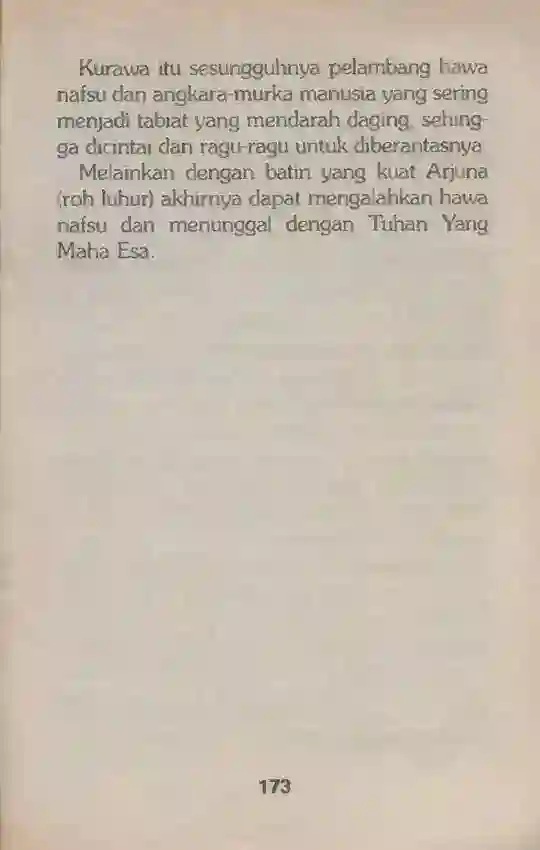 Kurawa itu sesungguhnya pelambang hawa
nafsu dan angkara-murka manusia yang sering
menjadi tabiat yang mendarah daging, sehing-
ga dicintai dan ragu-ragu untuk diberantasnya
Melainkan dengan batin yang kuat Arjuna
(roh luhur) akhirnya dapat mengalahkan hawa
nafsu dan menunggal dengan Tuhan Yang
Maha Esa.
173